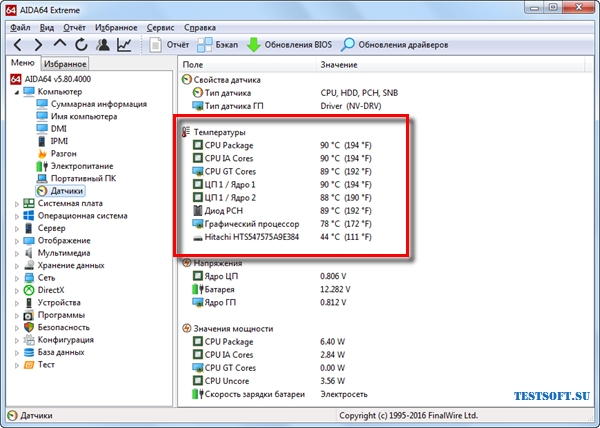 AIDA64 Extreme
Файл Вид Отчёт Избранное Сервис Справка
Отчёт Бэкап Обновления BIOS Обновления драйверов
Меню Избранное
AIDA64 v5.80.4000
Компьютер
Суммарная информация
Имя компьютера
DMI
IPMI
Разгон
Электропитание
Портативный ПК
Датчики
Системная плата
Операционная система
Сервер
Отображение
Мультимедиа
Хранение данных
Сеть
DirectX
Устройства
Программы
Безопасность
Конфигурация
База данных
Тест
Поле Значение
Свойства датчика
Тип датчика CPU, HDD, PCH, SNB
Тип датчика ГП Driver (NV-DRV)
Температуры
CPU Package 90 °C (194 °F)
CPU IA Cores 90 °C (194 °F)
CPU GT Cores 89 °C (192 °F)
ЦП 1 / Ядро 1 90 °C (194 °F)
ЦП 1 / Ядро 2 88 °C (190 °F)
Диод PCH 89 °C (192 °F)
Графический процессор 78 °C (172 °F)
Hitachi HTS547575A9E384 44 °C (111 °F)
Напряжения
Ядро ЦП 0.806 V
Батарея 12.282 V
Ядро ГП 0.812 V
Значения мощности
CPU Package 6.40 W
CPU IA Cores 2.84 W
CPU GT Cores 0.00 W
CPU Uncore 3.56 W
Скорость зарядки батареи Электросеть
TESTSOFT.SU
Датчики Copyright (c) 1995-2016 FinalWire Ltd.